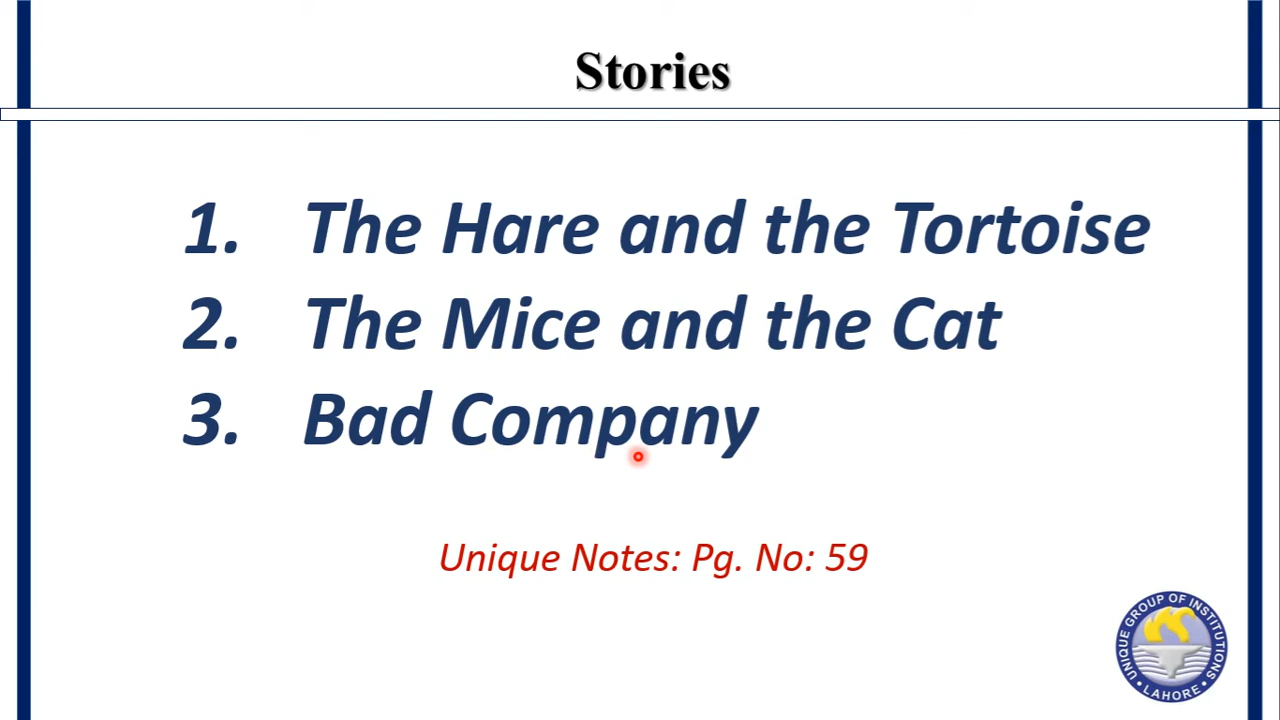 Stories
1. The Hare and the Tortoise
2. The Mice and the Cat
3. Bad Company
Unique Notes: Pg. No: 59
UNIQUE GROUP OF INSTITUTIONS
• LAHORE •